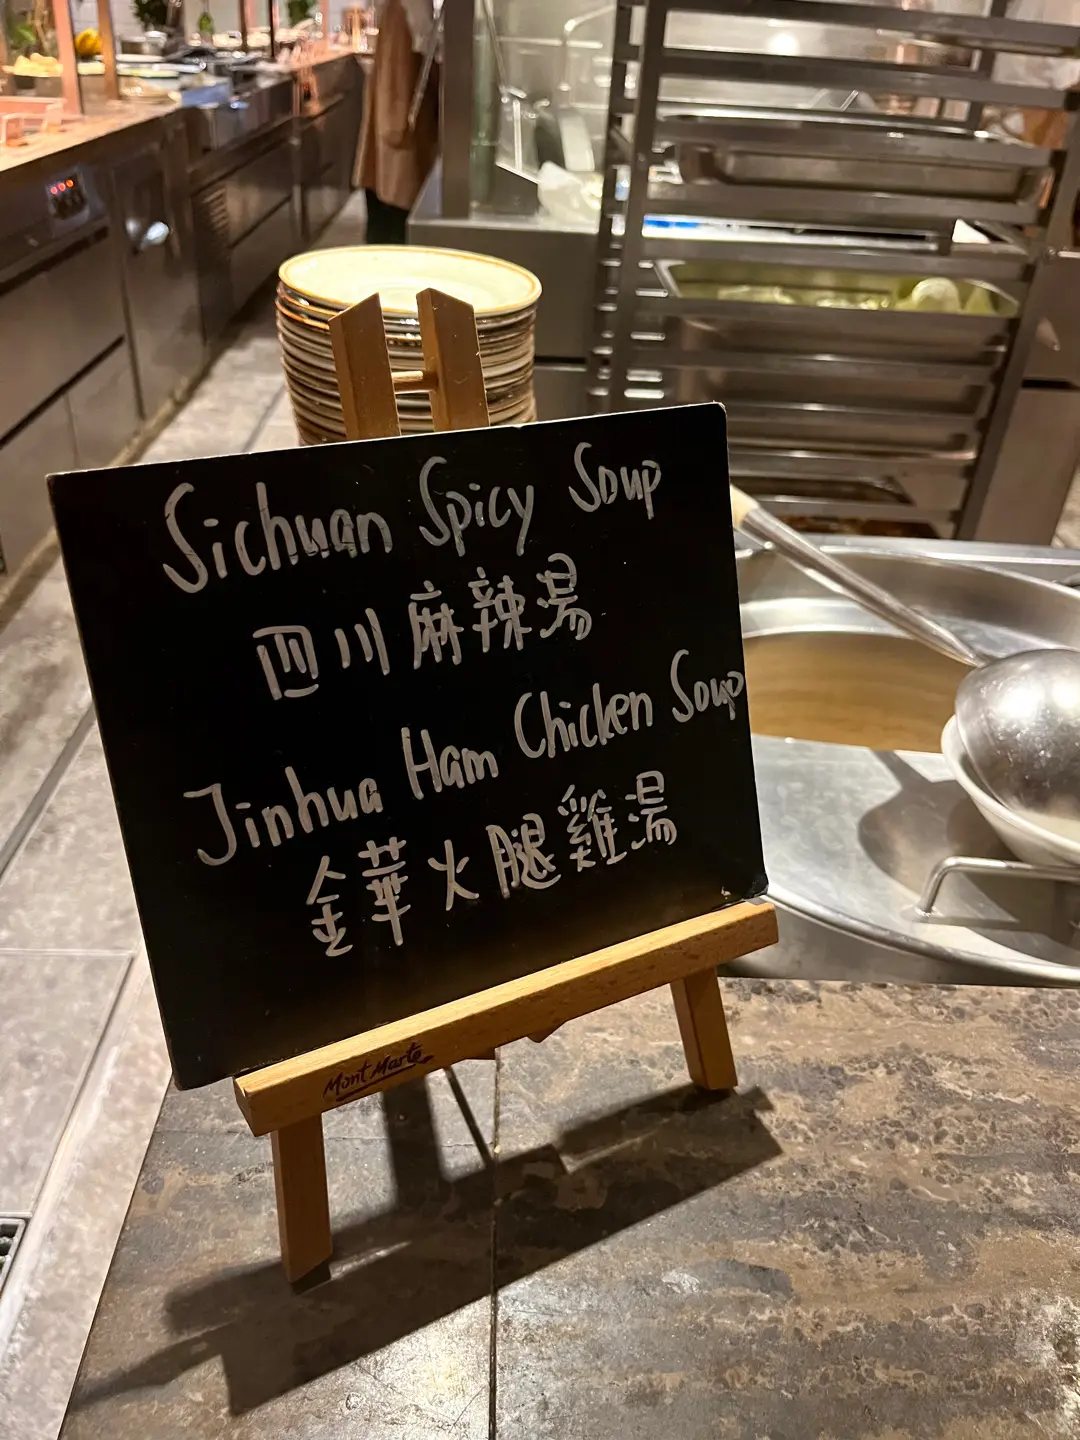 Sichuan Spicy Soup
四川麻辣湯
Jinhua Ham Chicken Soup
金華火腿雞湯
Mont Marte